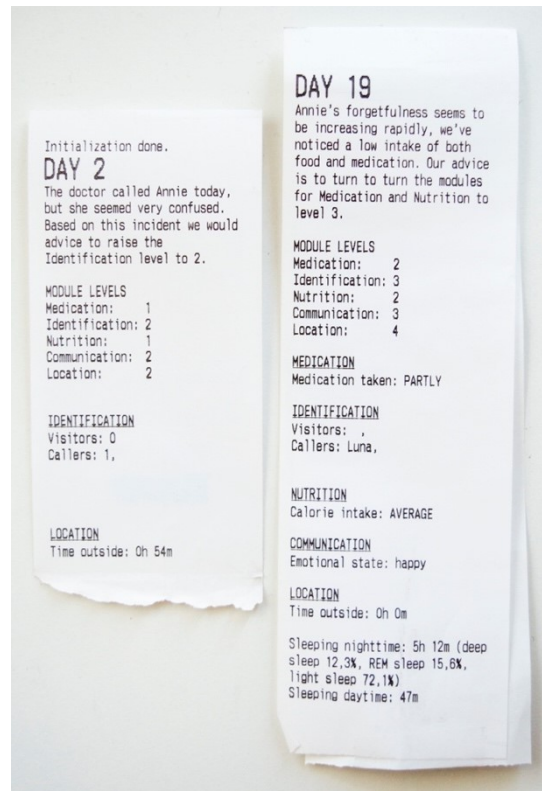 Initialization done.
DAY 2
The doctor called Annie today,
but she seemed very confused.
Based on this incident we would
advice to raise the
Identification level to 2.
MODULE LEVELS
Medication: 1
Identification: 2
Nutrition: 1
Communication: 2
Location: 2
IDENTIFICATION
Visitors: 0
Callers: 1,
LOCATION
Time outside: 0h 54m
DAY 19
Annie's forgetfulness seems to
be increasing rapidly, we've
noticed a low intake of both
food and medication. Our advice
is to turn to turn the modules
for Medication and Nutrition to
level 3.
MODULE LEVELS
Medication: 2
Identification: 3
Nutrition: 2
Communication: 3
Location: 4
MEDICATION
Medication taken: PARTLY
IDENTIFICATION
Visitors: ,
Callers: Luna,
NUTRITION
Calorie intake: AVERAGE
COMMUNICATION
Emotional state: happy
LOCATION
Time outside: 0h 0m
Sleeping nighttime: 5h 12m (deep
sleep 12,3%, REM sleep 15,6%,
light sleep 72,1%)
Sleeping daytime: 47m